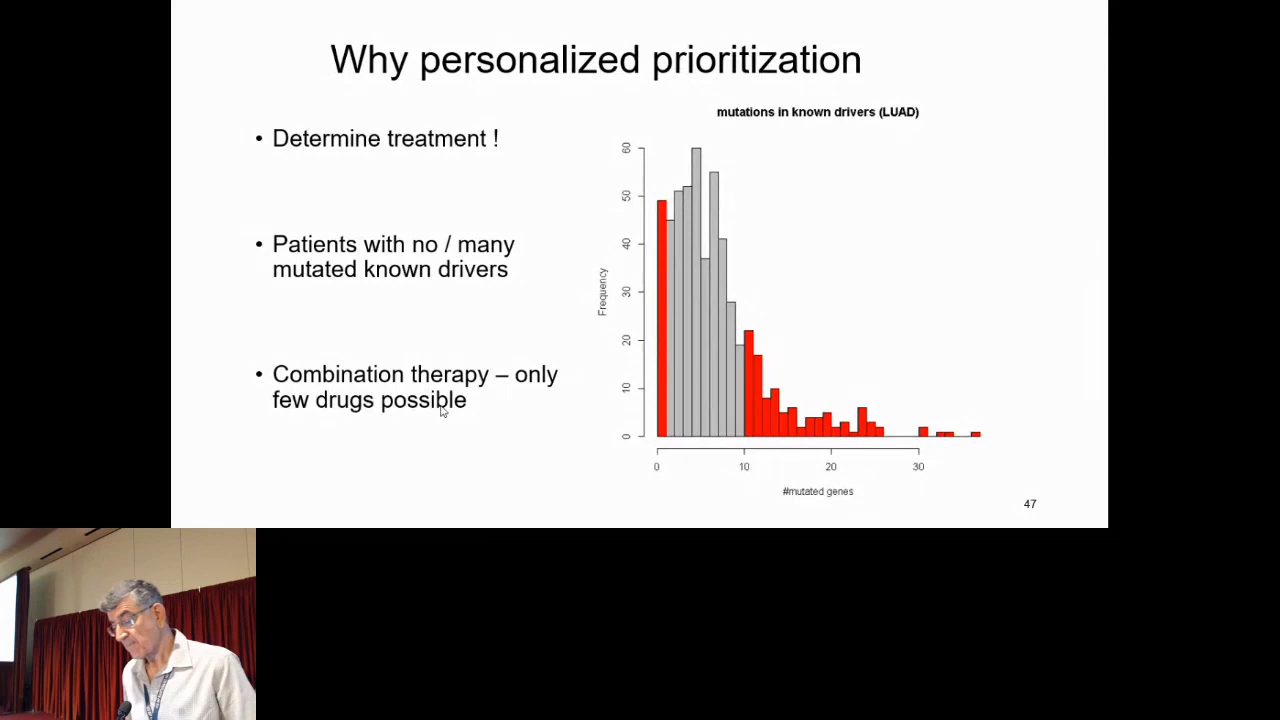 Why personalized prioritization
• Determine treatment !
• Patients with no / many
mutated known drivers
• Combination therapy – only
few drugs possible
mutations in known drivers (LUAD)
Frequency
60
50
40
30
20
10
0
0 10 20 30
#mutated genes
47